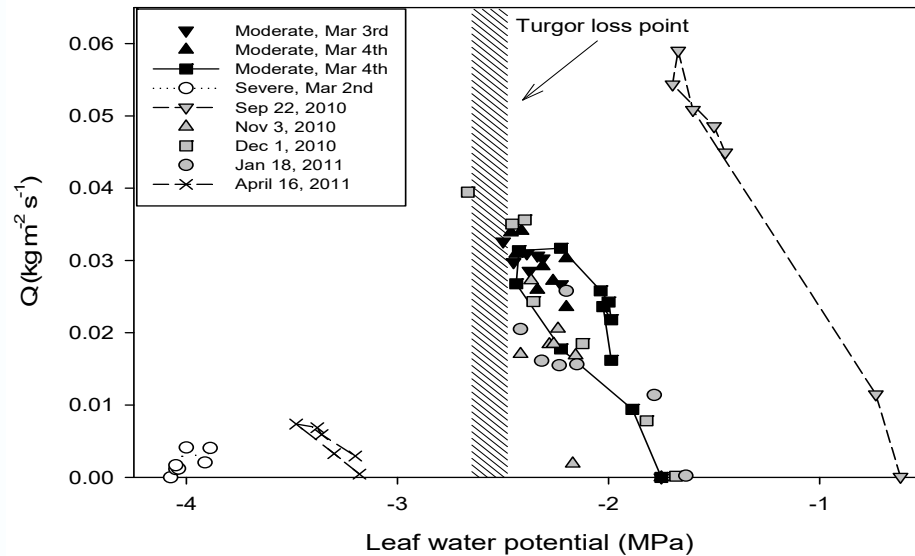 Turgor loss point
Moderate, Mar 3rd
Moderate, Mar 4th
Moderate, Mar 4th
Severe, Mar 2nd
Sep 22, 2010
Nov 3, 2010
Dec 1, 2010
Jan 18, 2011
April 16, 2011
Q(kgm⁻² s⁻¹)
0.06
0.05
0.04
0.03
0.02
0.01
0.00
-4 -3 -2 -1
Leaf water potential (MPa)